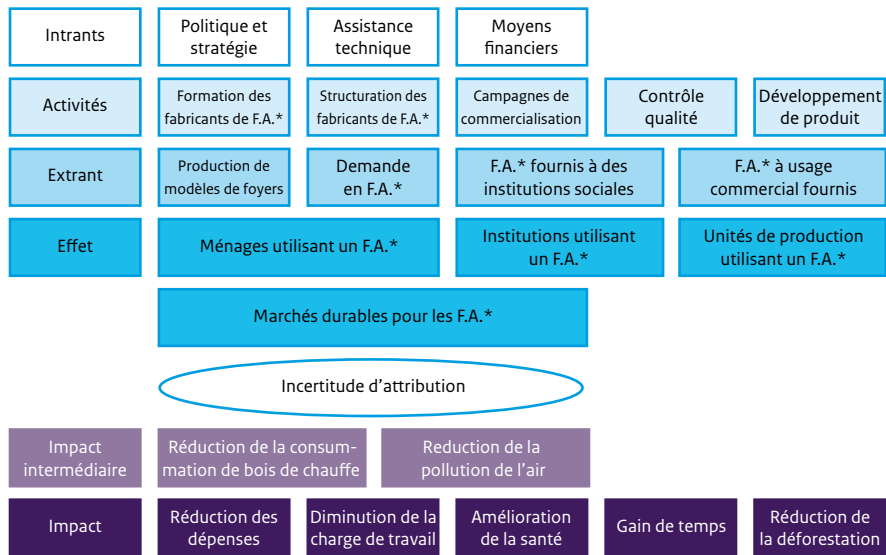 Intrants
Politique et
stratégie
Assistance
technique
Moyens
financiers
Activités
Formation des
fabricants de F.A.*
Structuration des
fabricants de F.A.*
Campagnes de
commercialisation
Contrôle
qualité
Développement
de produit
Extrant
Production de
modèles de foyers
Demande
en F.A.*
F.A.* fournis à des
institutions sociales
F.A.* à usage
commercial fournis
Effet
Ménages utilisant un F.A.*
Institutions utilisant
un F.A.*
Unités de production
utilisant un F.A.*
Marchés durables pour les F.A.*
Incertitude d'attribution
Impact
intermédiaire
Réduction de la consum-
mation de bois de chauffe
Reduction de la
pollution de l'air
Impact
Réduction des
dépenses
Diminution de la
charge de travail
Amélioration
de la santé
Gain de temps
Réduction de
la déforestation